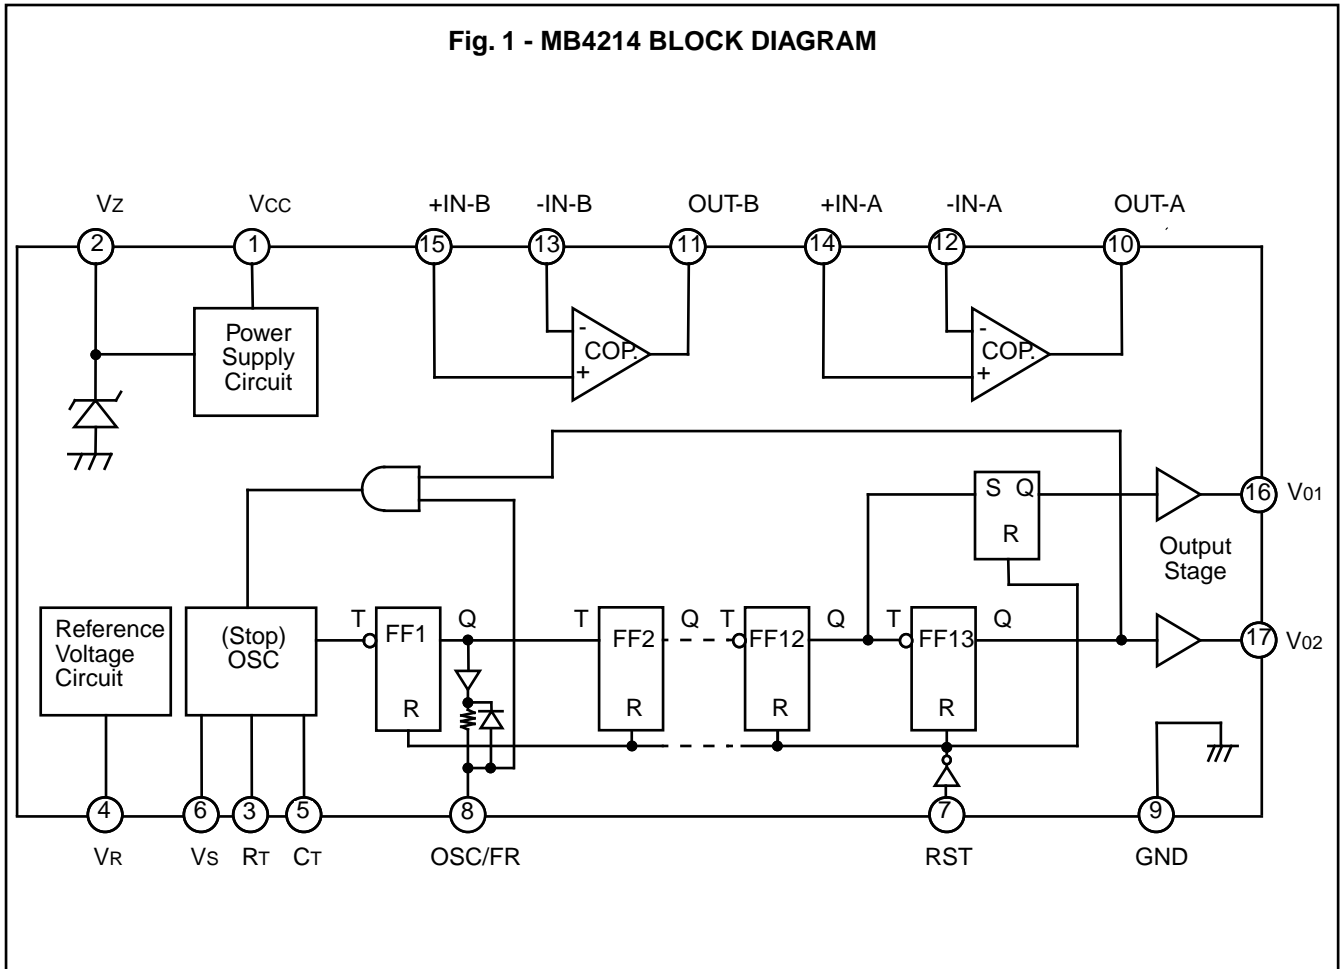 Fig. 1 - MB4214 BLOCK DIAGRAM
VZ VCC +IN-B -IN-B OUT-B +IN-A -IN-A OUT-A
2 1 15 13 11 14 12 10
Power
Supply
Circuit
- COP. +
- COP. +
S Q
R
16 V01
Output
Stage
Reference
Voltage
Circuit
(Stop)
OSC
T FF1 Q
R
T FF2 Q
R
T FF12 Q
R
T FF13 Q
R
17 V02
4 6 3 5 8 7 9
VR VS RT CT OSC/FR RST GND